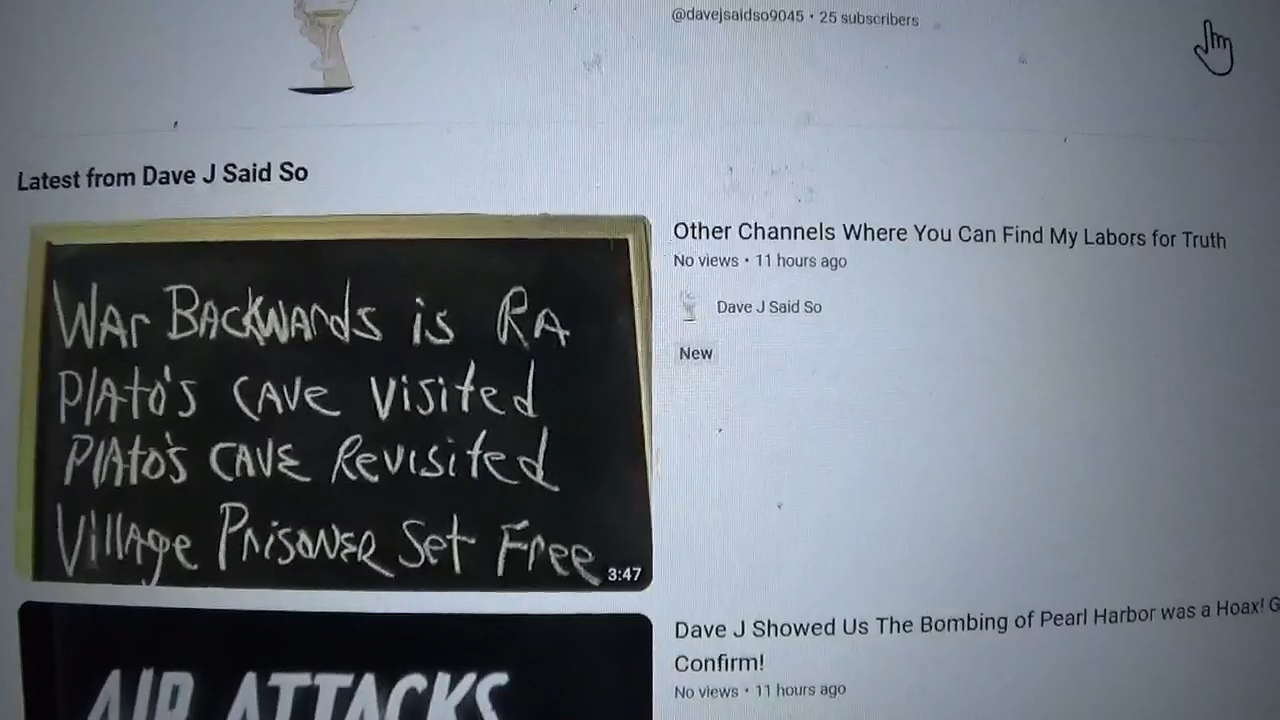 @davejsaidso9045 • 25 subscribers
Latest from Dave J Said So
WAr BACKWArds is RA
PlAto's CAVe Visited
PlAto's CAVE Revisited
VillAge PrisoNER Set Free
3:47
Other Channels Where You Can Find My Labors for Truth
No views • 11 hours ago
Dave J Said So
New
AIR ATTACKS
Dave J Showed Us The Bombing of Pearl Harbor was a Hoax! G
Confirm!
No views • 11 hours ago